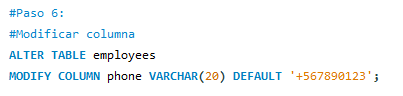 #Paso 6:
#Modificar columna
ALTER TABLE employees
MODIFY COLUMN phone VARCHAR(20) DEFAULT '+567890123';